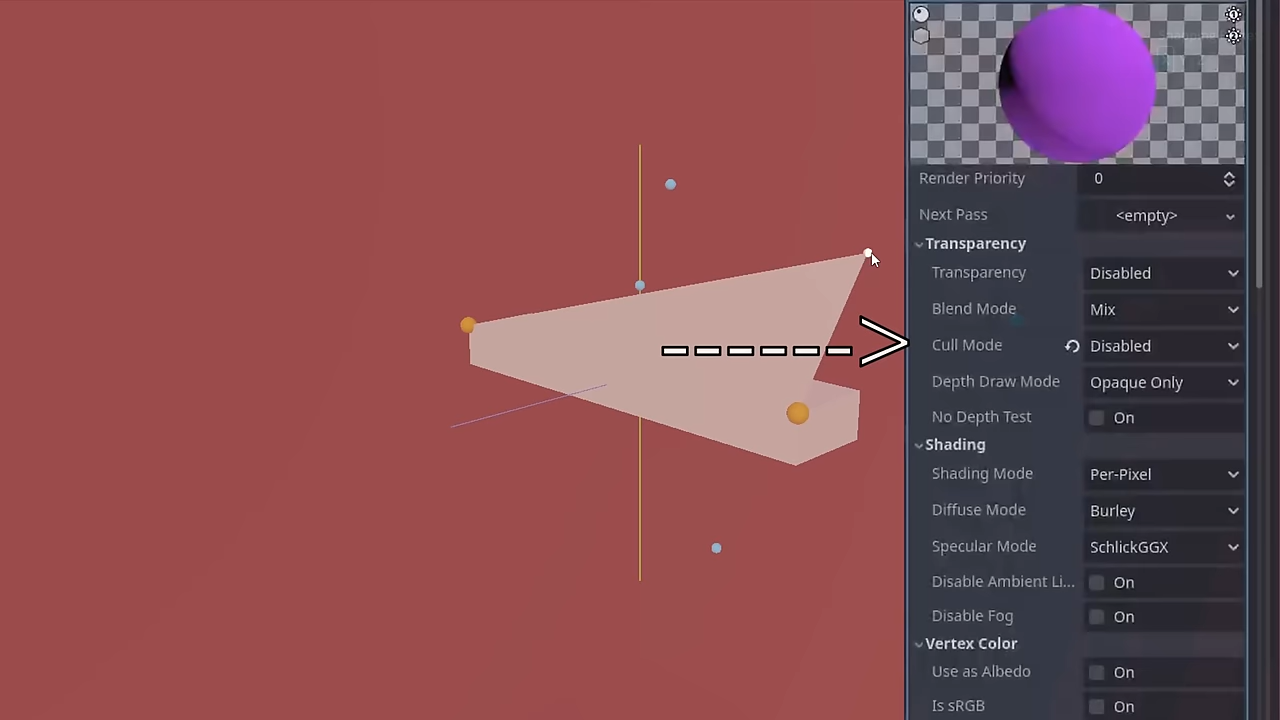 Render Priority 0
Next Pass <empty>
Transparency
Transparency Disabled
Blend Mode Mix
Cull Mode Disabled
Depth Draw Mode Opaque Only
No Depth Test On
Shading
Shading Mode Per-Pixel
Diffuse Mode Burley
Specular Mode SchlickGGX
Disable Ambient Li... On
Disable Fog On
Vertex Color
Use as Albedo On
Is sRGB On